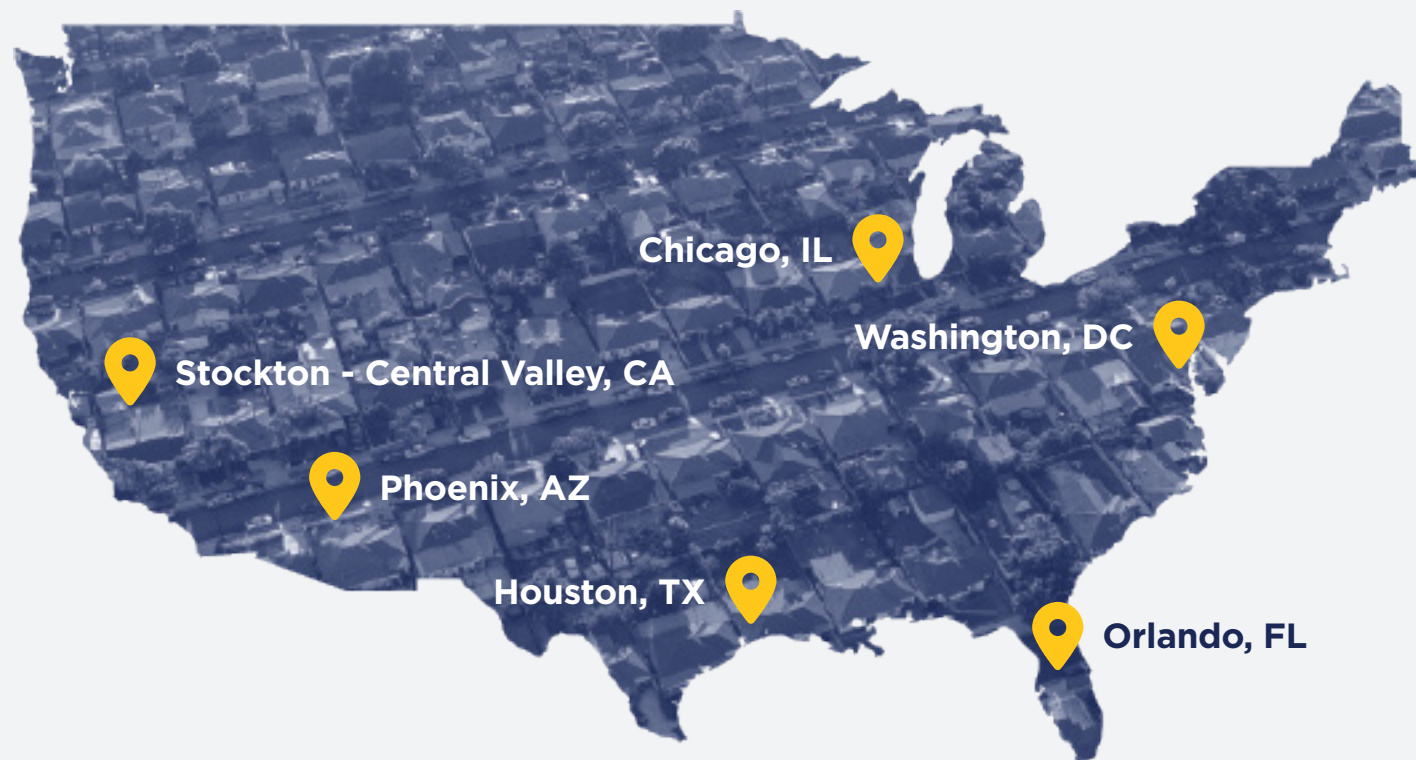 Chicago, IL
Washington, DC
Stockton - Central Valley, CA
Phoenix, AZ
Houston, TX
Orlando, FL